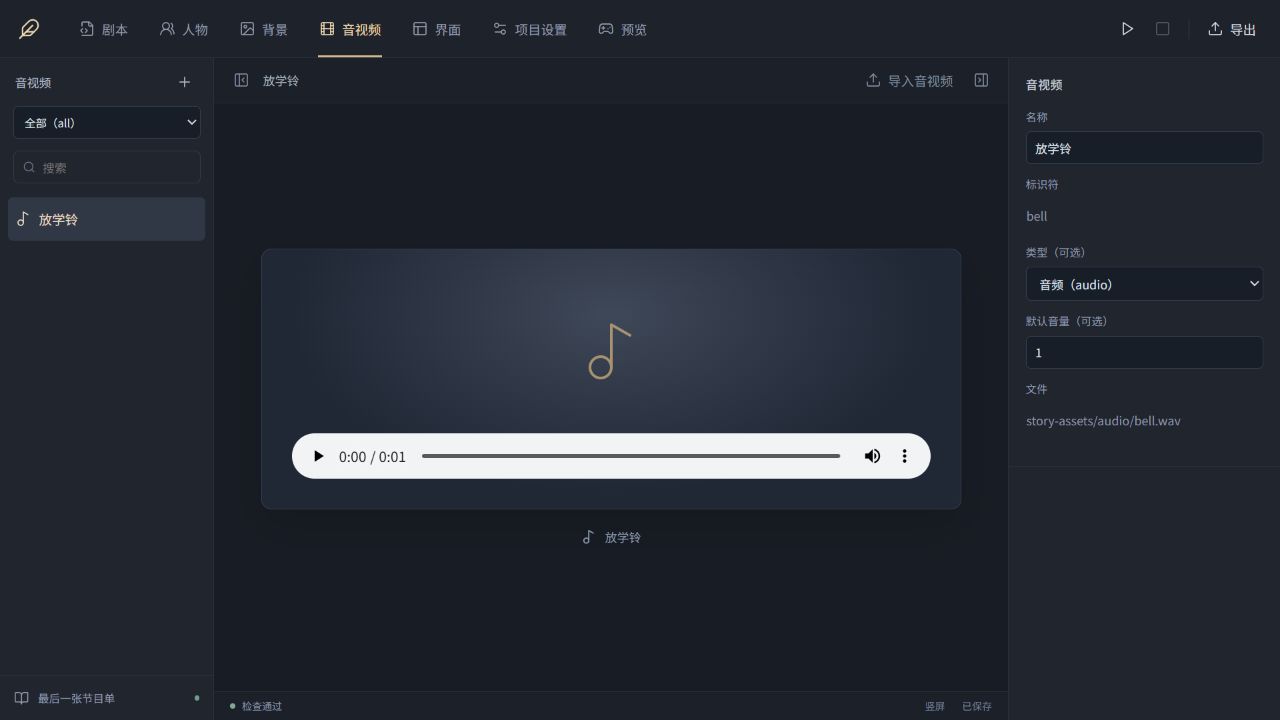 剧本 人物 背景 音视频 界面 项目设置 预览 导出
音视频
全部（all）
搜索
放学铃
最后一张节目单
放学铃 导入音视频
0:00 / 0:01
放学铃
检查通过 竖屏 已保存
音视频
名称
放学铃
标识符
bell
类型（可选）
音频（audio）
默认音量（可选）
1
文件
story-assets/audio/bell.wav